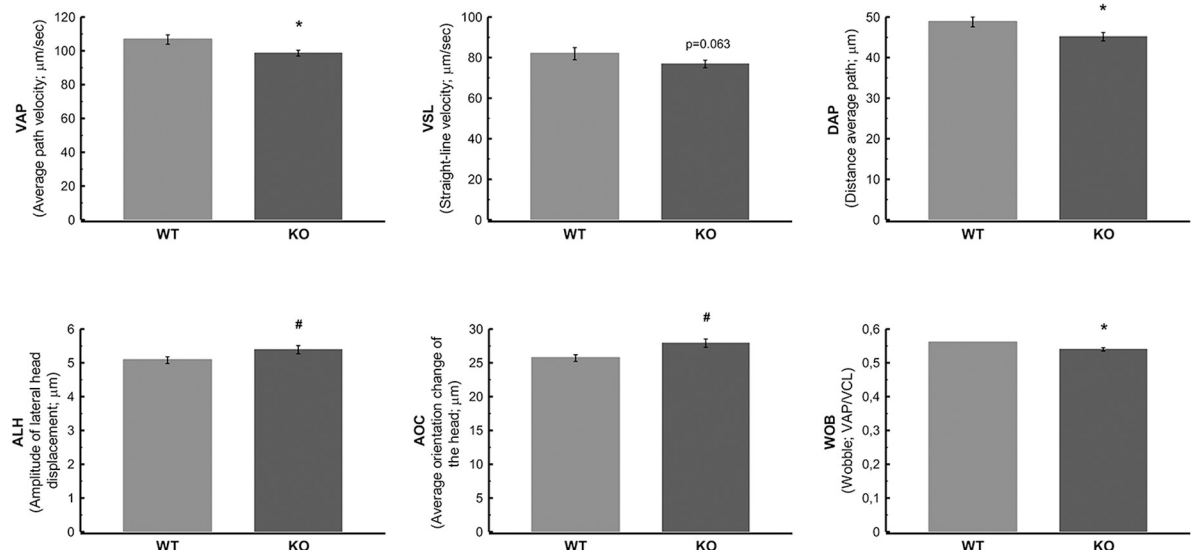 VAP
(Average path velocity; μm/sec)
120
100
80
60
40
20
0
*
WT
KO
VSL
(Straight-line velocity; μm/sec)
100
80
60
40
20
0
p=0.063
WT
KO
DAP
(Distance average path; μm)
50
40
30
20
10
0
*
WT
KO
ALH
(Amplitude of lateral head
displacement; μm)
6
5
4
3
2
1
0
#
WT
KO
AOC
(Average orientation change of
the head; μm)
30
25
20
15
10
5
0
#
WT
KO
WOB
(Wobble; VAP/VCL)
0,6
0,5
0,4
0,3
0,2
0,1
0
*
WT
KO